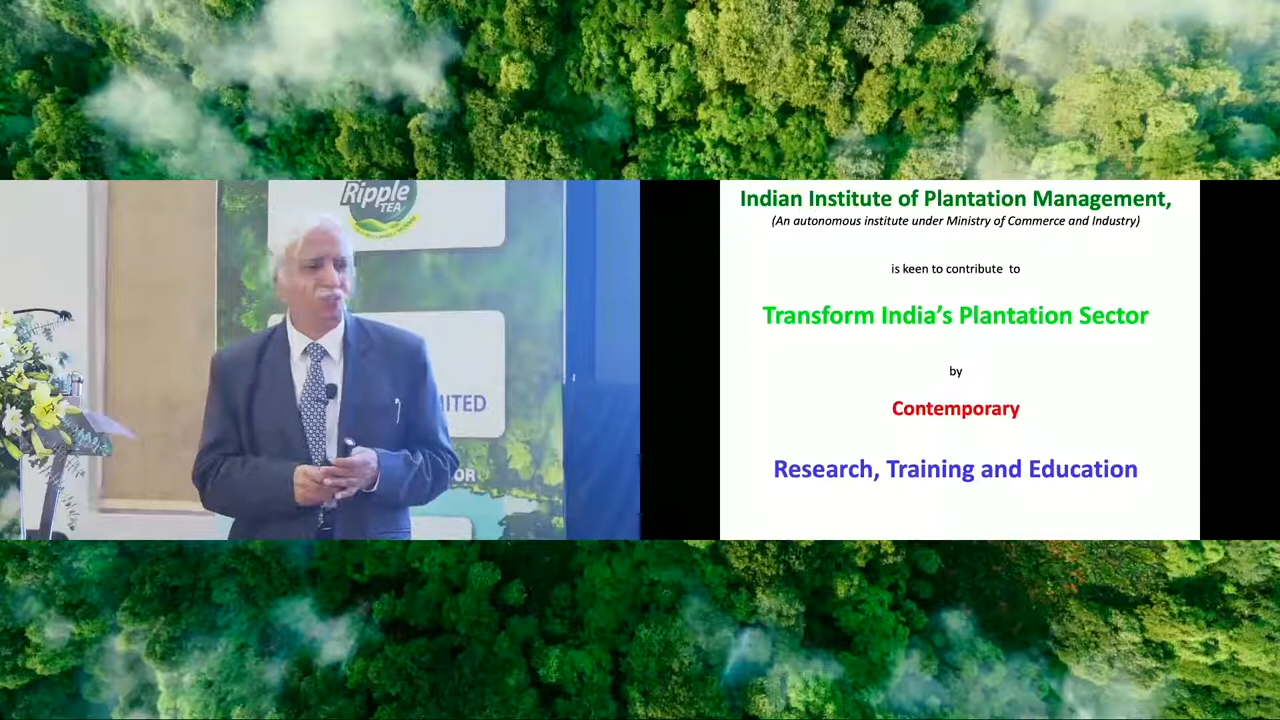 Ripple
TEA
MITED
OR
Indian Institute of Plantation Management,
(An autonomous institute under Ministry of Commerce and Industry)
is keen to contribute to
Transform India’s Plantation Sector
by
Contemporary
Research, Training and Education